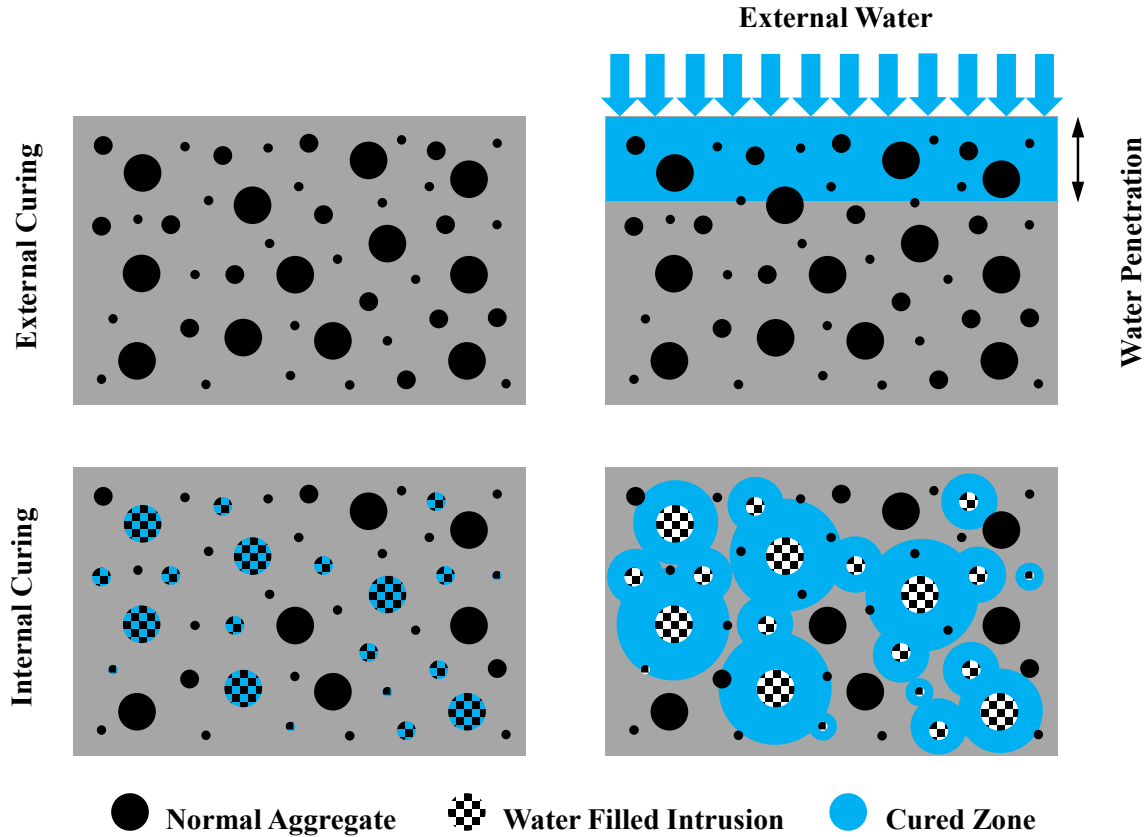 External Water
External Curing
Water Penetration
Internal Curing
Normal Aggregate
Water Filled Intrusion
Cured Zone